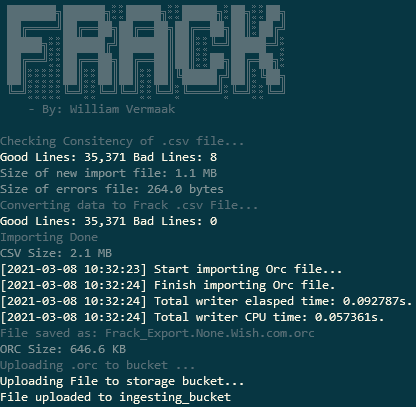 FRACK
- By: William Vermaak
Checking Consitency of .csv file...
Good Lines: 35,371 Bad Lines: 8
Size of new import file: 1.1 MB
Size of errors file: 264.0 bytes
Converting data to Frack .csv File...
Good Lines: 35,371 Bad Lines: 0
Importing Done
CSV Size: 2.1 MB
[2021-03-08 10:32:23] Start importing Orc file...
[2021-03-08 10:32:24] Finish importing Orc file.
[2021-03-08 10:32:24] Total writer elasped time: 0.092787s.
[2021-03-08 10:32:24] Total writer CPU time: 0.057361s.
File saved as: Frack_Export.None.Wish.com.orc
ORC Size: 646.6 KB
Uploading .orc to bucket ...
Uploading File to storage bucket...
File uploaded to ingesting_bucket